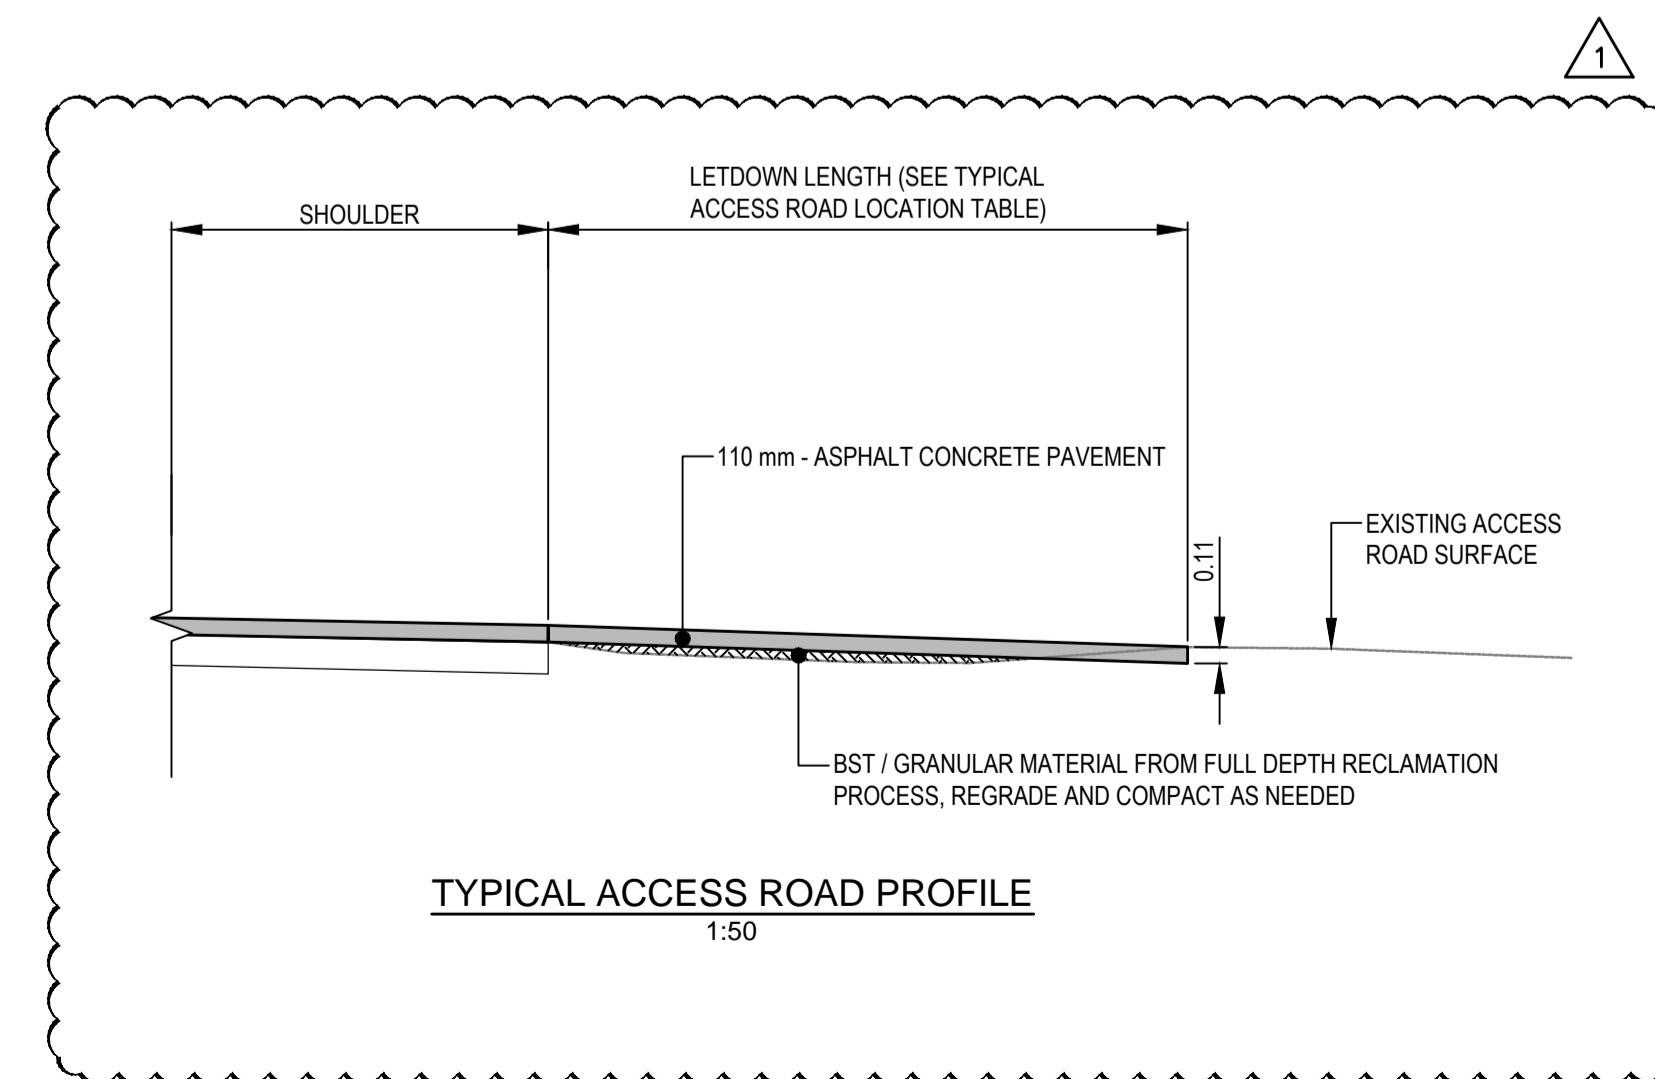 1
LETDOWN LENGTH (SEE TYPICAL
ACCESS ROAD LOCATION TABLE)
SHOULDER
110 mm - ASPHALT CONCRETE PAVEMENT
EXISTING ACCESS
ROAD SURFACE
0.11
BST / GRANULAR MATERIAL FROM FULL DEPTH RECLAMATION
PROCESS, REGRADE AND COMPACT AS NEEDED
TYPICAL ACCESS ROAD PROFILE
1:50